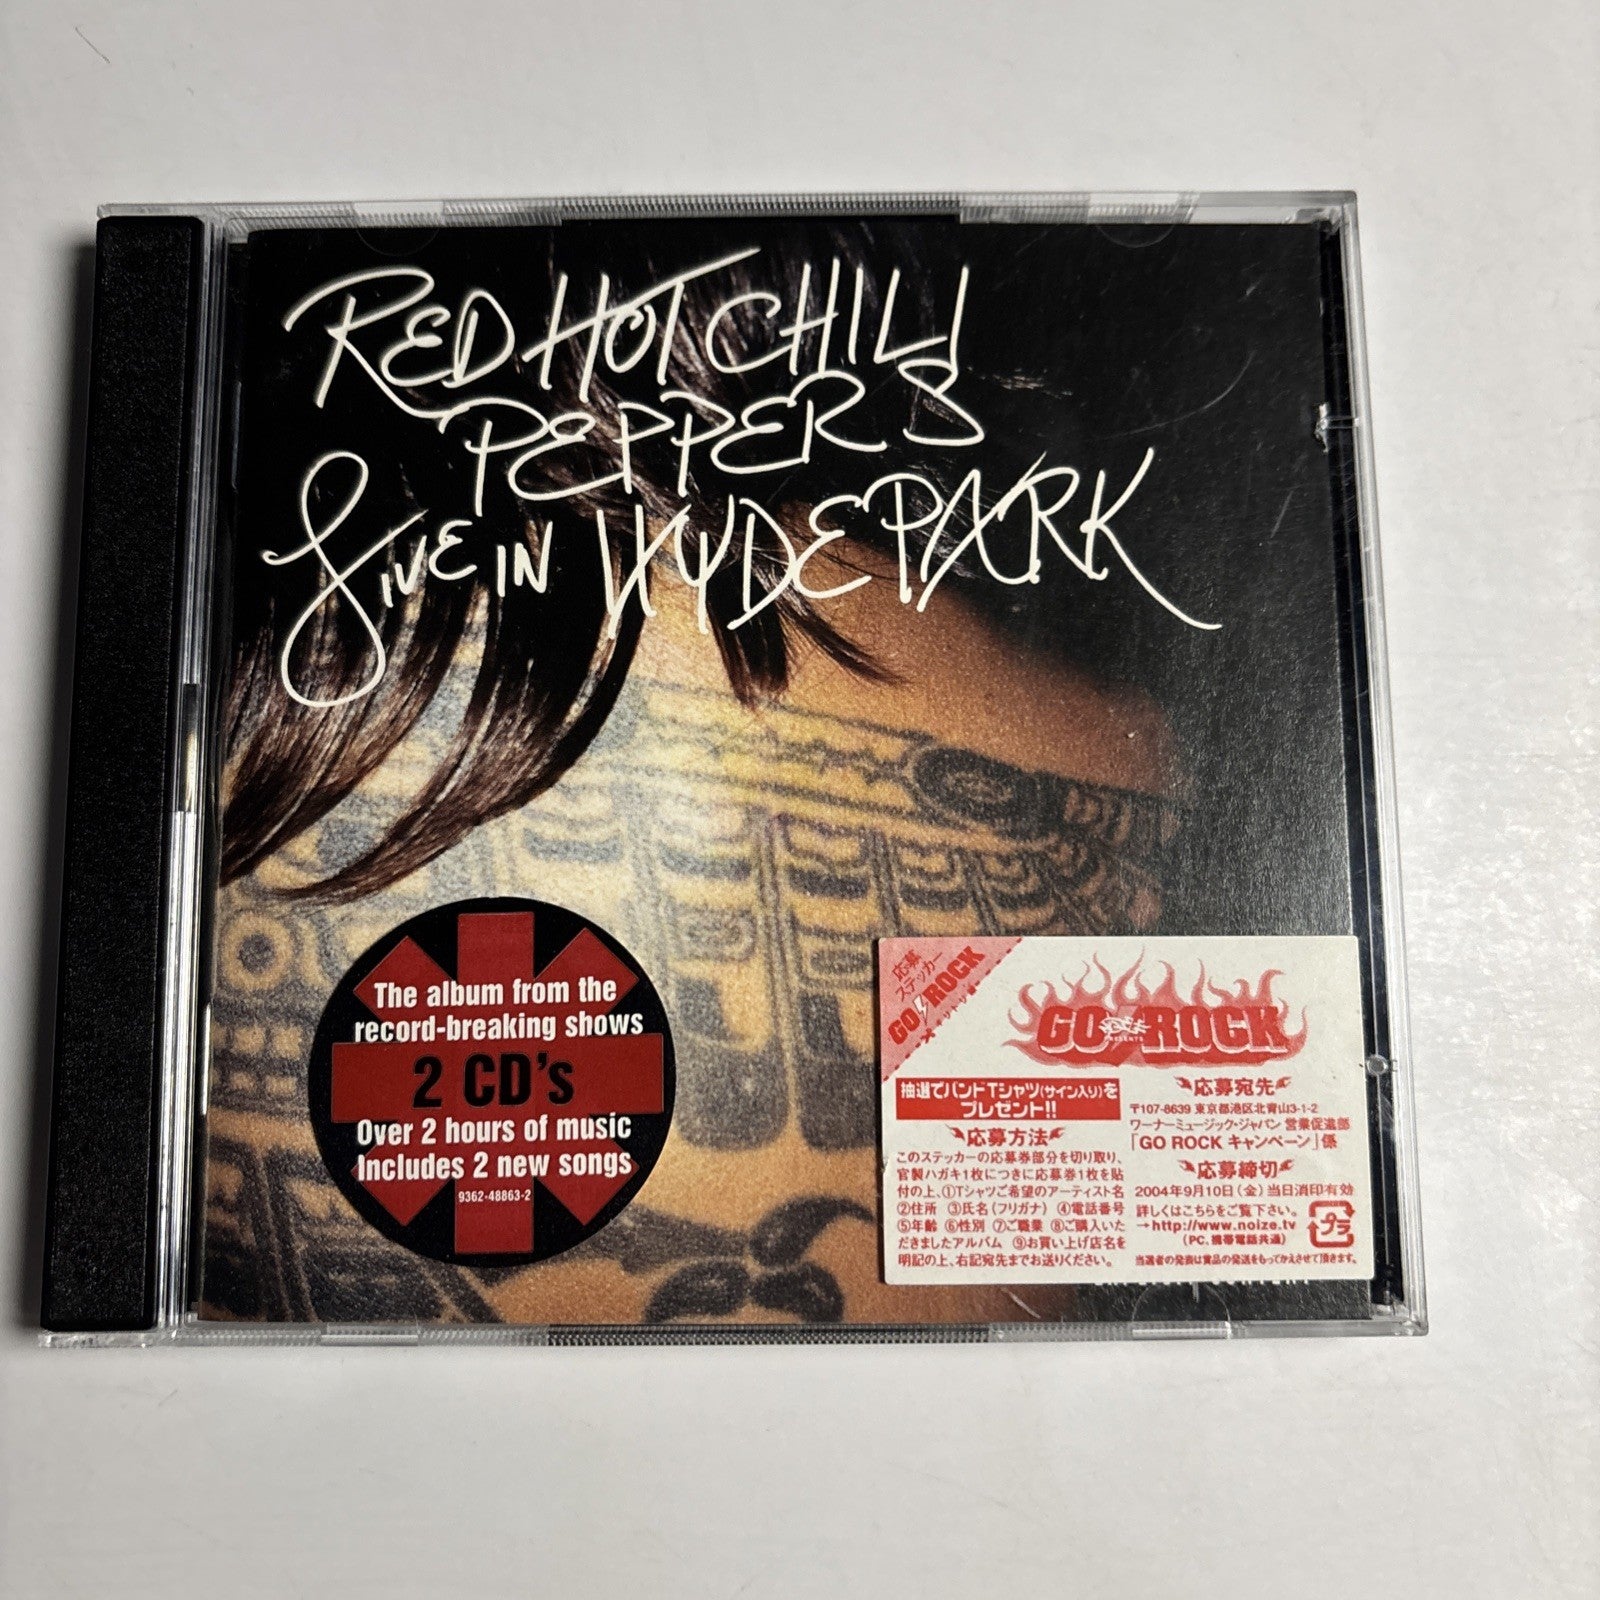 RED HOT CHILI
PEPPERS
LIVE IN HYDE PARK
The album from the
record-breaking shows
2 CD's
Over 2 hours of music
Includes 2 new songs
9362-48863-2
応募
ステッカー
GO ROCK
GO ROCK
抽選でバンドTシャツ(サイン入り)を
プレゼント!!
応募方法
このステッカーの応募券部分を切り取り、
官製ハガキ1枚につきに応募券1枚を貼
付の上、①Tシャツご希望のアーティスト名
②住所 ③氏名(フリガナ) ④電話番号
⑤年齢 ⑥性別 ⑦ご職業 ⑧ご購入いた
だきましたアルバム ⑨お買い上げ店名を
明記の上、右記宛先までお送りください。
応募宛先
〒107-8639 東京都港区北青山3-1-2
ワーナーミュージック・ジャパン 営業促進部
「GO ROCK キャンペーン」係
応募締切
2004年9月10日(金)当日消印有効
詳しくはこちらをご覧下さい。
→http://www.noize.tv
(PC、携帯電話共通)
プラ
当選者の発表は賞品の発送をもってかえさせて頂きます。